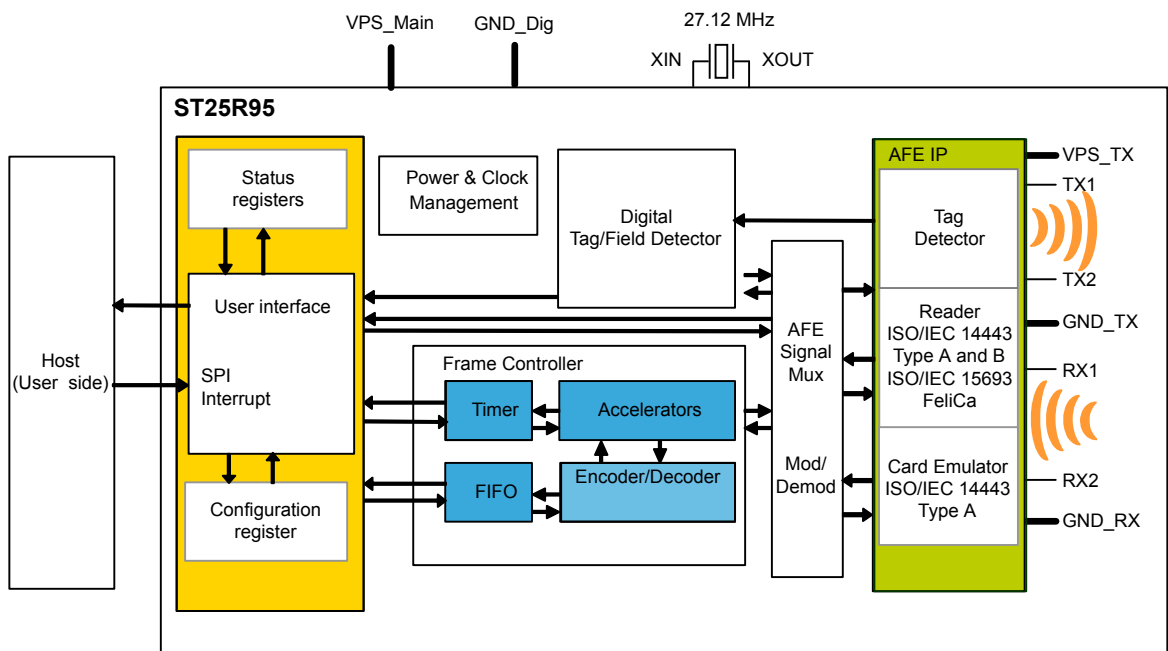 27.12 MHz
VPS_Main
GND_Dig
XIN
XOUT
ST25R95
Host
(User side)
Status
registers
User interface
SPI
Interrupt
Configuration
register
Power & Clock
Management
Digital
Tag/Field Detector
Frame Controller
Timer
Accelerators
FIFO
Encoder/Decoder
AFE
Signal
Mux
Mod/
Demod
AFE IP
Tag
Detector
Reader
ISO/IEC 14443
Type A and B
ISO/IEC 15693
FeliCa
Card Emulator
ISO/IEC 14443
Type A
VPS_TX
TX1
TX2
GND_TX
RX1
RX2
GND_RX